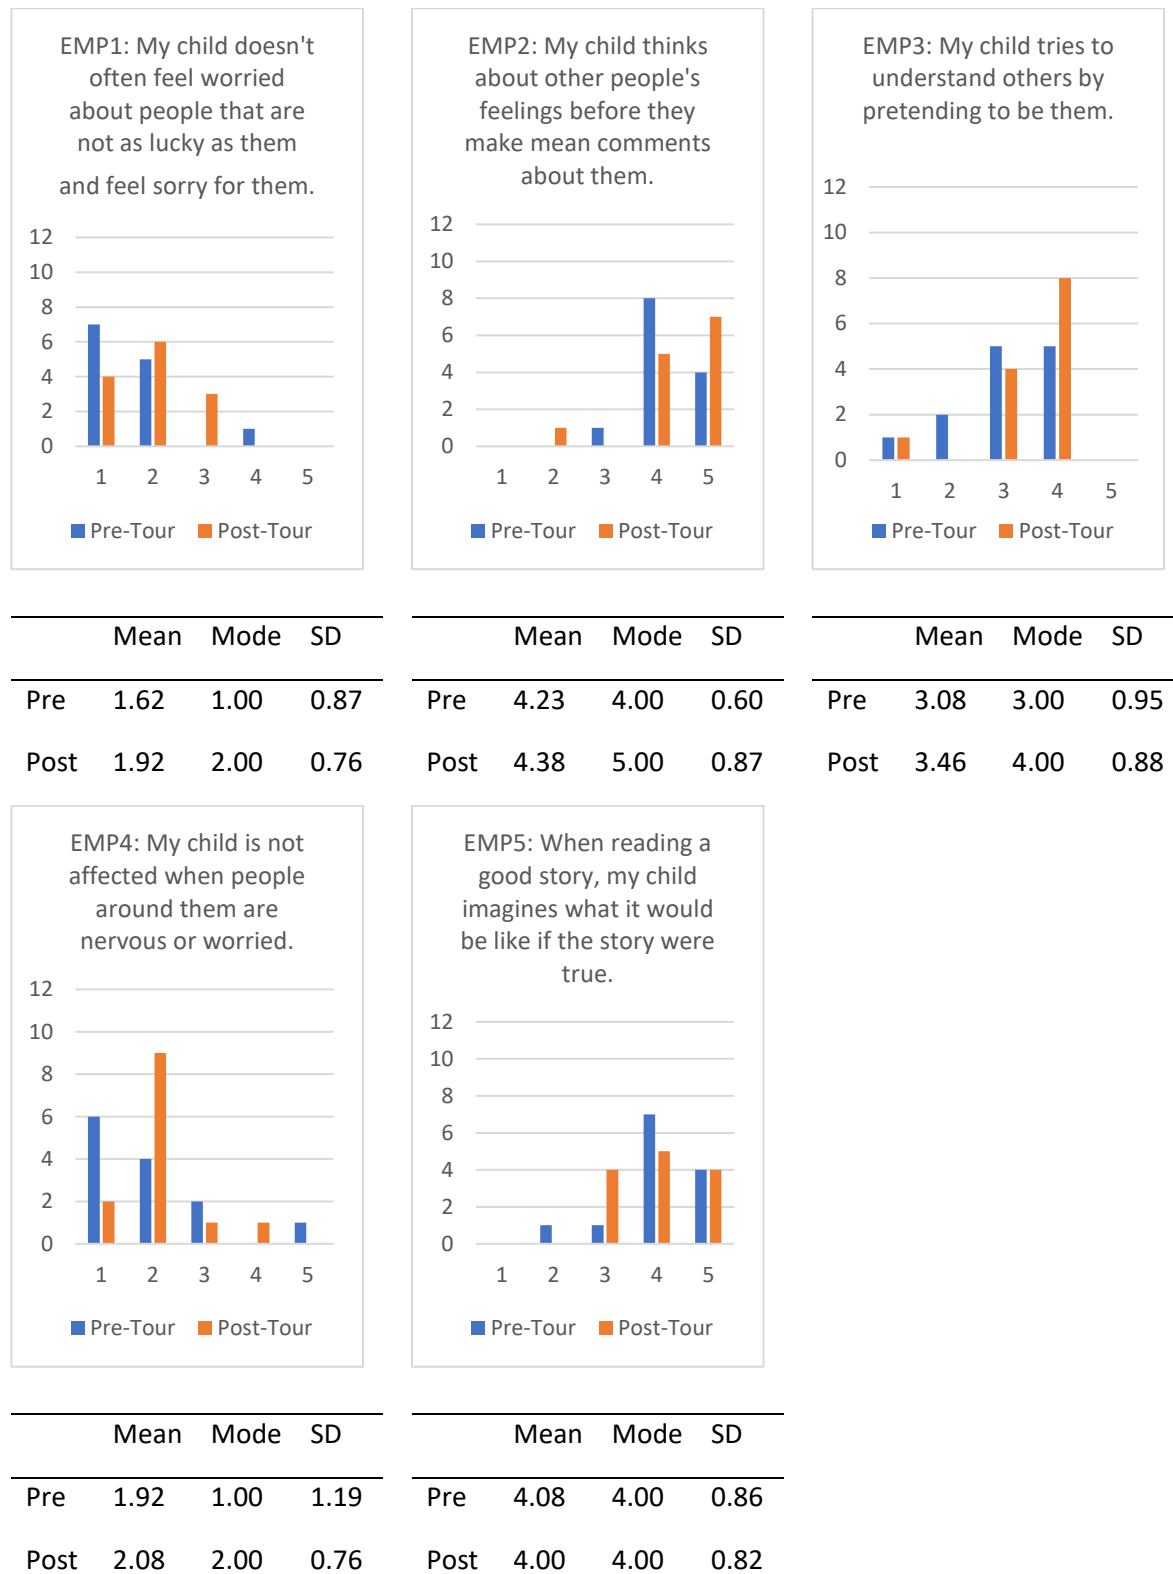 EMP1: My child doesn't
often feel worried
about people that are
not as lucky as them
and feel sorry for them.
12
10
8
6
4
2
0
1 2 3 4 5
Pre-Tour Post-Tour
EMP2: My child thinks
about other people's
feelings before they
make mean comments
about them.
12
10
8
6
4
2
0
1 2 3 4 5
Pre-Tour Post-Tour
EMP3: My child tries to
understand others by
pretending to be them.
12
10
8
6
4
2
0
1 2 3 4 5
Pre-Tour Post-Tour
Mean Mode SD
Pre 1.62 1.00 0.87
Post 1.92 2.00 0.76
Mean Mode SD
Pre 4.23 4.00 0.60
Post 4.38 5.00 0.87
Mean Mode SD
Pre 3.08 3.00 0.95
Post 3.46 4.00 0.88
EMP4: My child is not
affected when people
around them are
nervous or worried.
12
10
8
6
4
2
0
1 2 3 4 5
Pre-Tour Post-Tour
EMP5: When reading a
good story, my child
imagines what it would
be like if the story were
true.
12
10
8
6
4
2
0
1 2 3 4 5
Pre-Tour Post-Tour
Mean Mode SD
Pre 1.92 1.00 1.19
Post 2.08 2.00 0.76
Mean Mode SD
Pre 4.08 4.00 0.86
Post 4.00 4.00 0.82